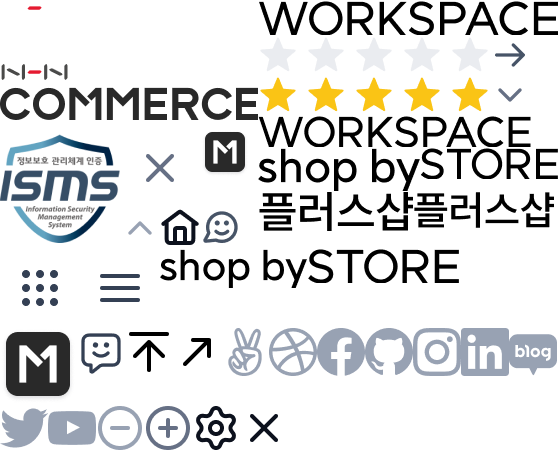 WORKSPACE
N-N
COMMERCE
WORKSPACE
정보보호 관리체계 인증
ISMS
Information Security
Management
System
M
shop bySTORE
플러스샵플러스샵
shop bySTORE
M
in
blog